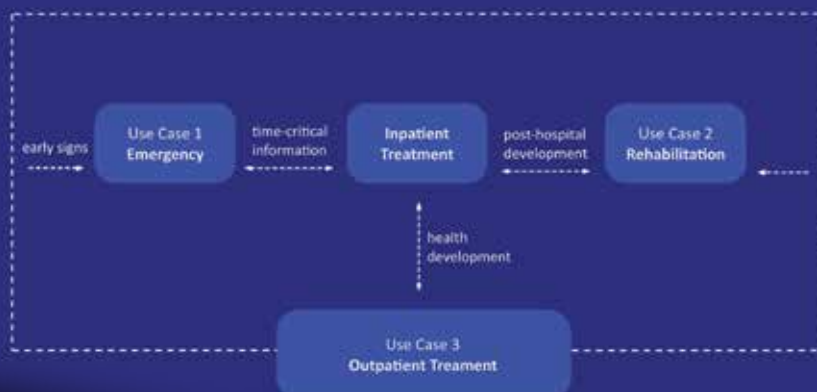 early signs
Use Case 1
Emergency
time-critical
information
Inpatient
Treatment
post-hospital
development
Use Case 2
Rehabilitation
health
development
Use Case 3
Outpatient Treament